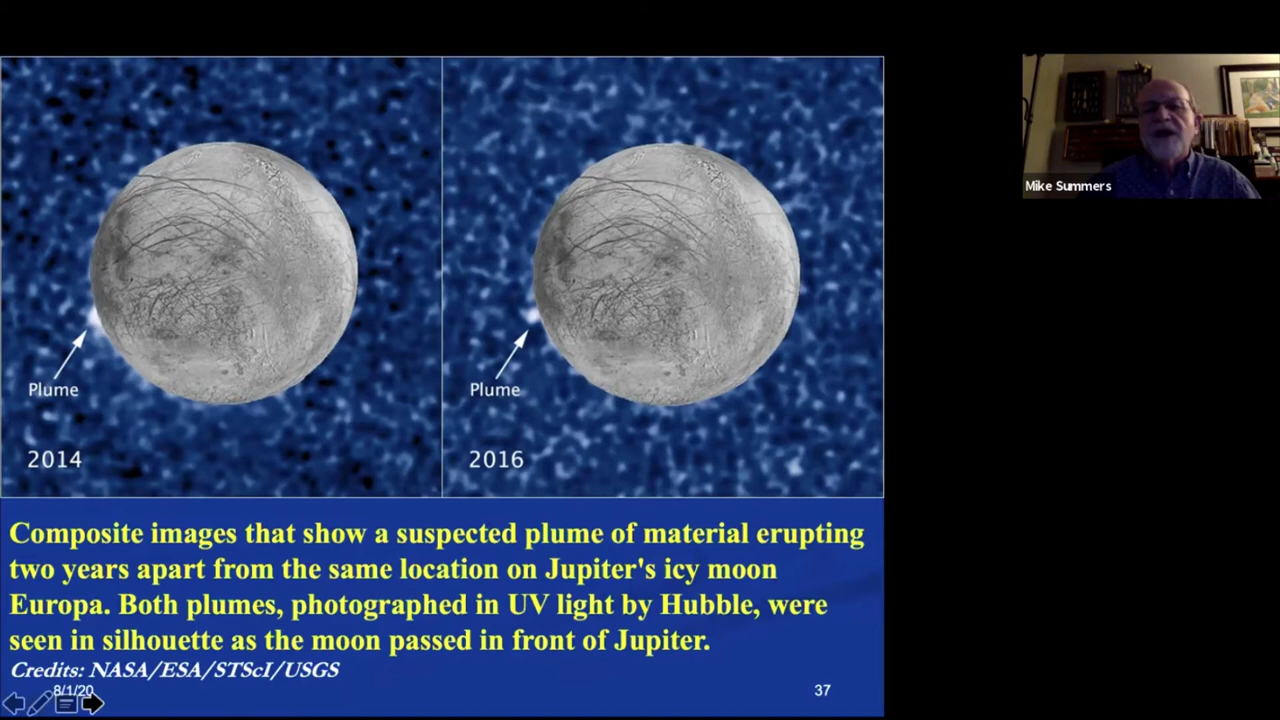 Plume
2014
Plume
2016
Composite images that show a suspected plume of material erupting
two years apart from the same location on Jupiter's icy moon
Europa. Both plumes, photographed in UV light by Hubble, were
seen in silhouette as the moon passed in front of Jupiter.
Credits: NASA/ESA/STScI/USGS
8/1/20
37
Mike Summers